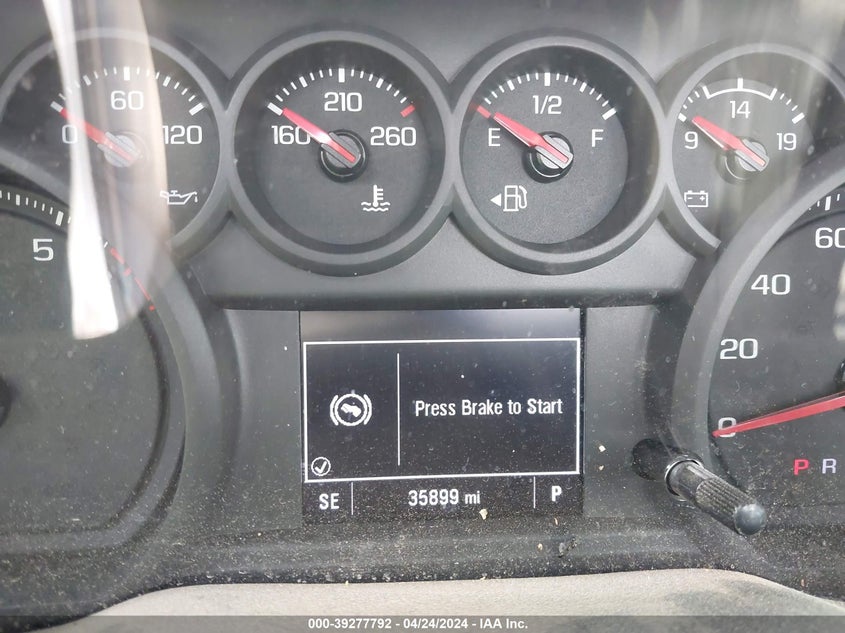 0 60 120
160 210 260
E 1/2 F
9 14 19
5
0 20 40 60
Press Brake to Start
P R
SE 35899 mi P
000-39277792 - 04/24/2024 - IAA Inc.